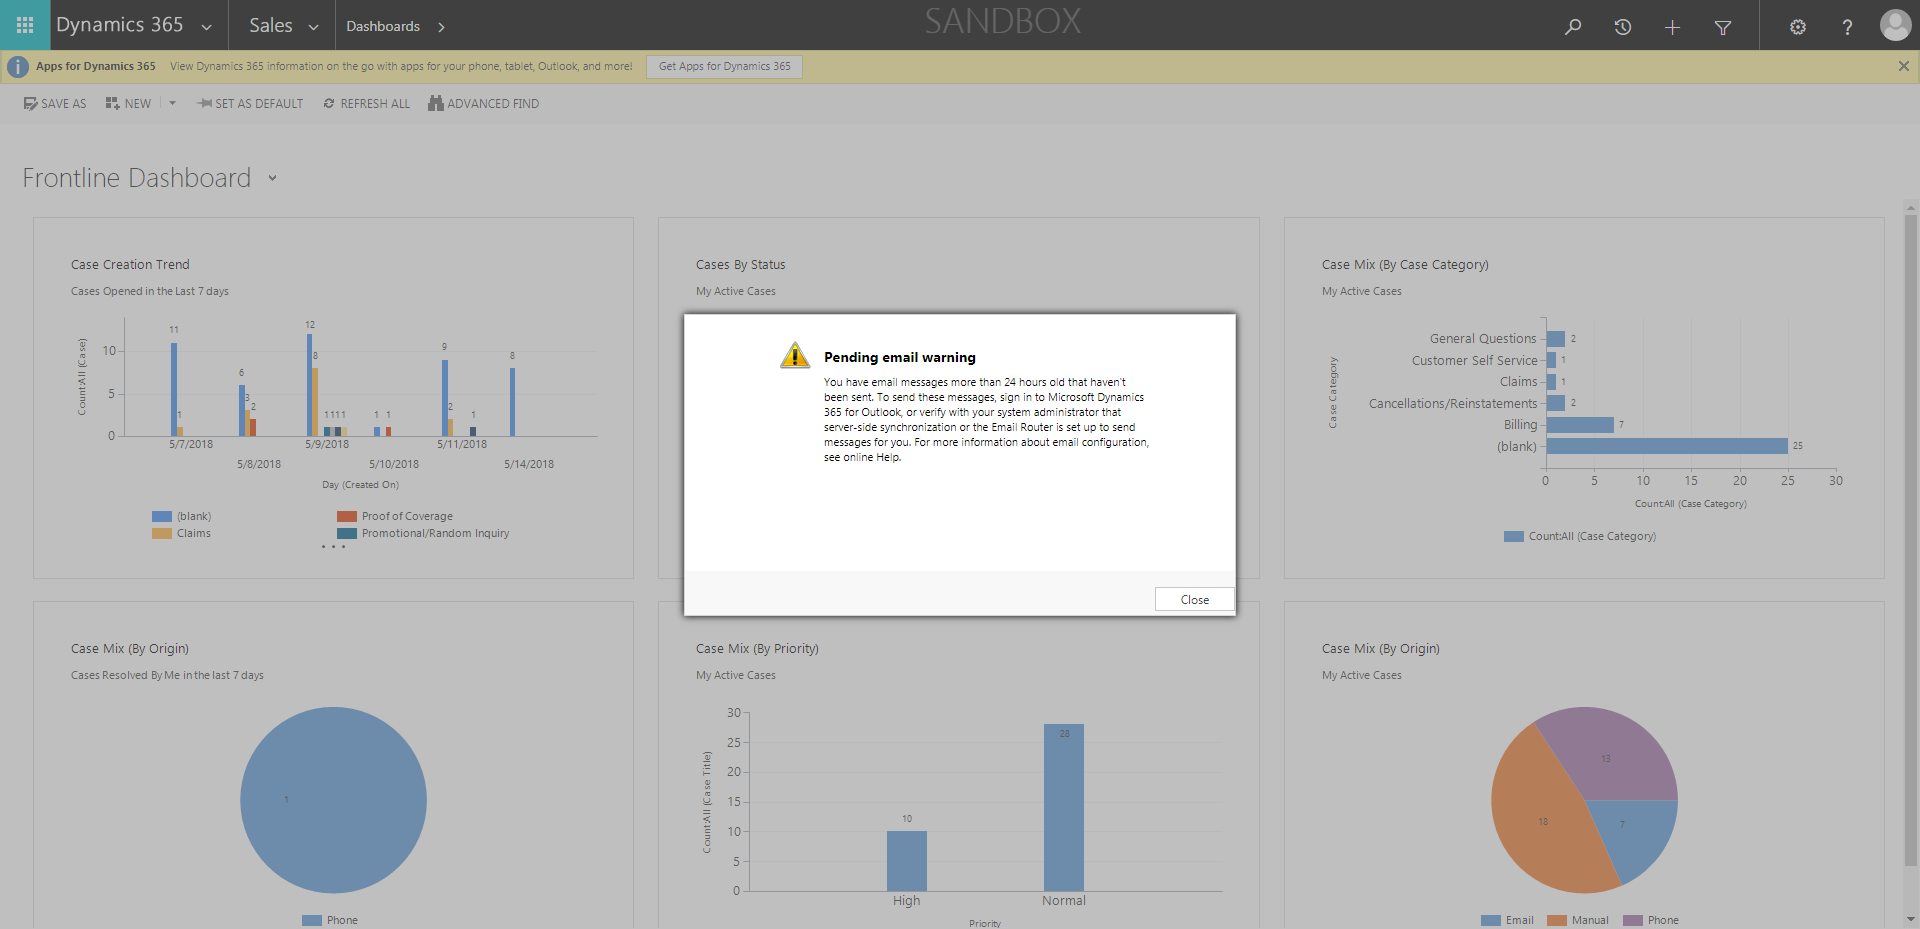 Dynamics 365
Sales
Dashboards
SANDBOX
Apps for Dynamics 365
View Dynamics 365 information on the go with apps for your phone, tablet, Outlook, and more!
Get Apps for Dynamics 365
SAVE AS
NEW
SET AS DEFAULT
REFRESH ALL
ADVANCED FIND
Frontline Dashboard
Case Creation Trend
Cases Opened in the Last 7 days
Count:All (Case)
10
5
0
11
1
6
3
2
12
8
1
1
1
1
1
1
9
2
1
8
5/7/2018
5/9/2018
5/11/2018
5/8/2018
5/10/2018
5/14/2018
Day (Created On)
(blank)
Proof of Coverage
Claims
Promotional/Random Inquiry
Cases By Status
My Active Cases
Pending email warning
You have email messages more than 24 hours old that haven't
been sent. To send these messages, sign in to Microsoft Dynamics
365 for Outlook, or verify with your system administrator that
server-side synchronization or the Email Router is set up to send
messages for you. For more information about email configuration,
see online Help.
Close
Case Mix (By Case Category)
My Active Cases
Case Category
General Questions
2
Customer Self Service
1
Claims
1
Cancellations/Reinstatements
2
Billing
7
(blank)
25
0
5
10
15
20
25
30
Count:All (Case Category)
Count:All (Case Category)
Case Mix (By Origin)
Cases Resolved By Me in the last 7 days
1
Phone
Case Mix (By Priority)
My Active Cases
Count:All (Case Title)
30
25
20
15
10
5
0
10
28
High
Normal
Priority
Case Mix (By Origin)
My Active Cases
13
18
7
Email
Manual
Phone